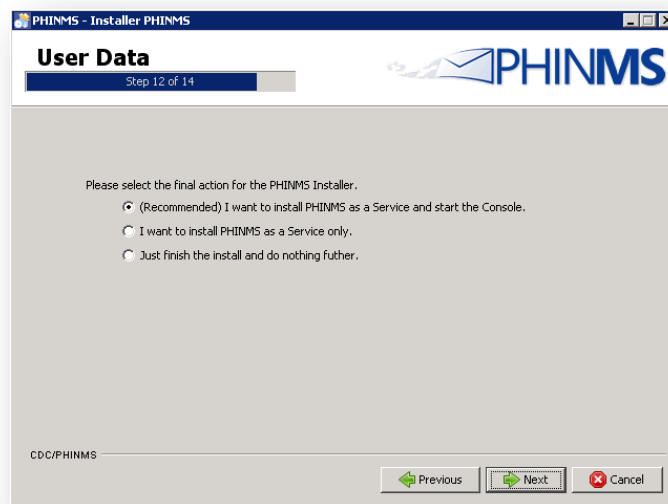 PHINMS - Installer PHINMS
User Data
Step 12 of 14
PHINMS
Please select the final action for the PHINMS Installer.
(Recommended) I want to install PHINMS as a Service and start the Console.
I want to install PHINMS as a Service only.
Just finish the install and do nothing futher.
CDC/PHINMS
Previous
Next
Cancel